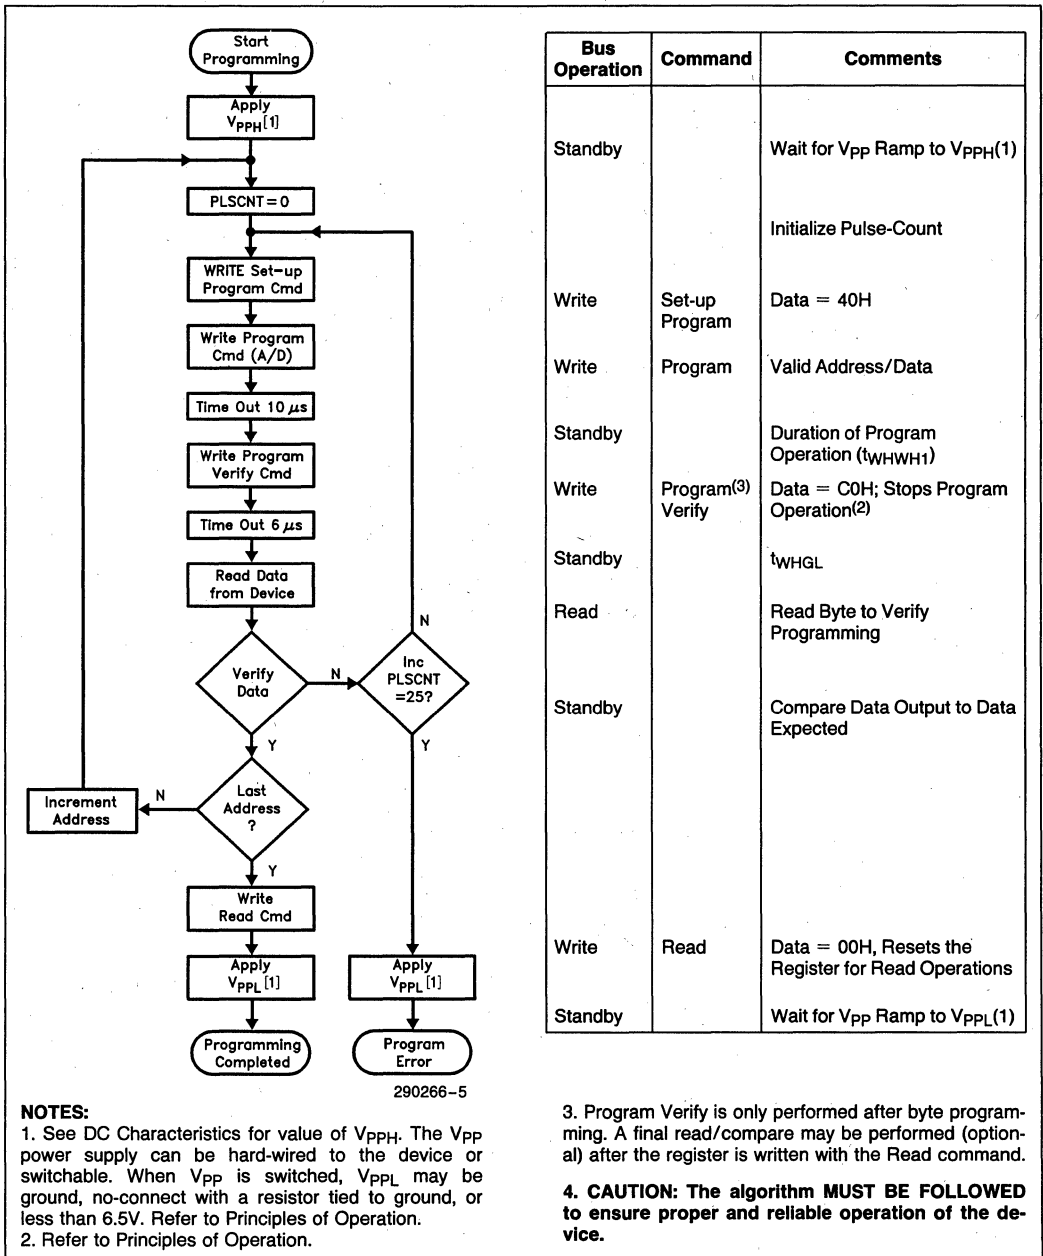 Start
Programming
Apply
VPPH[1]
PLSCNT=0
WRITE Set-up
Program Cmd
Write Program
Cmd (A/D)
Time Out 10 μs
Write Program
Verify Cmd
Time Out 6 μs
Read Data
from Device
Verify
Data
N
Inc
PLSCNT
=25?
N
Y
Y
Last
Address
?
N
Increment
Address
Y
Write
Read Cmd
Apply
VPPL[1]
Apply
VPPL[1]
Programming
Completed
Program
Error
290266-5
Bus Operation | Command | Comments
Standby Wait for VPP Ramp to VPPH(1)
Initialize Pulse-Count
Write Set-up Data = 40H
Program
Write Program Valid Address/Data
Standby Duration of Program
Operation (tWHWH1)
Write Program(3) Data = C0H; Stops Program
Verify Operation(2)
Standby tWHGL
Read Read Byte to Verify
Programming
Standby Compare Data Output to Data
Expected
Write Read Data = 00H, Resets the
Register for Read Operations
Standby Wait for VPP Ramp to VPPL(1)
NOTES:
1. See DC Characteristics for value of VPPH. The VPP
power supply can be hard-wired to the device or
switchable. When VPP is switched, VPPL may be
ground, no-connect with a resistor tied to ground, or
less than 6.5V. Refer to Principles of Operation.
2. Refer to Principles of Operation.
3. Program Verify is only performed after byte program-
ming. A final read/compare may be performed (option-
al) after the register is written with the Read command.
4. CAUTION: The algorithm MUST BE FOLLOWED
to ensure proper and reliable operation of the de-
vice.